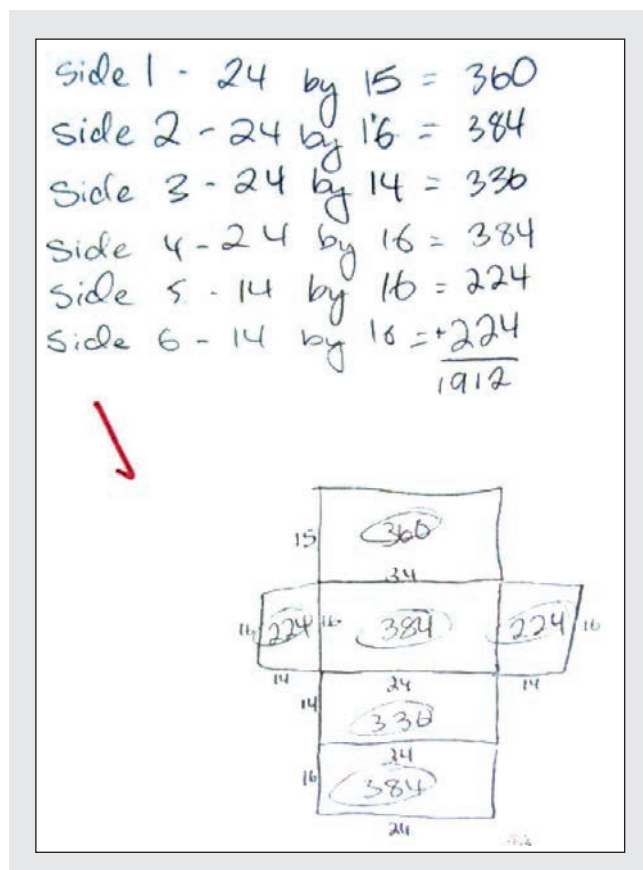 Side 1 - 24 by 15 = 360
Side 2 - 24 by 16 = 384
Side 3 - 24 by 14 = 336
Side 4 - 24 by 16 = 384
Side 5 - 14 by 16 = 224
Side 6 - 14 by 16 = +224
1912
15 360
24
16 224 16 384 224 16
14 24 14
14 336
24
16 384
24